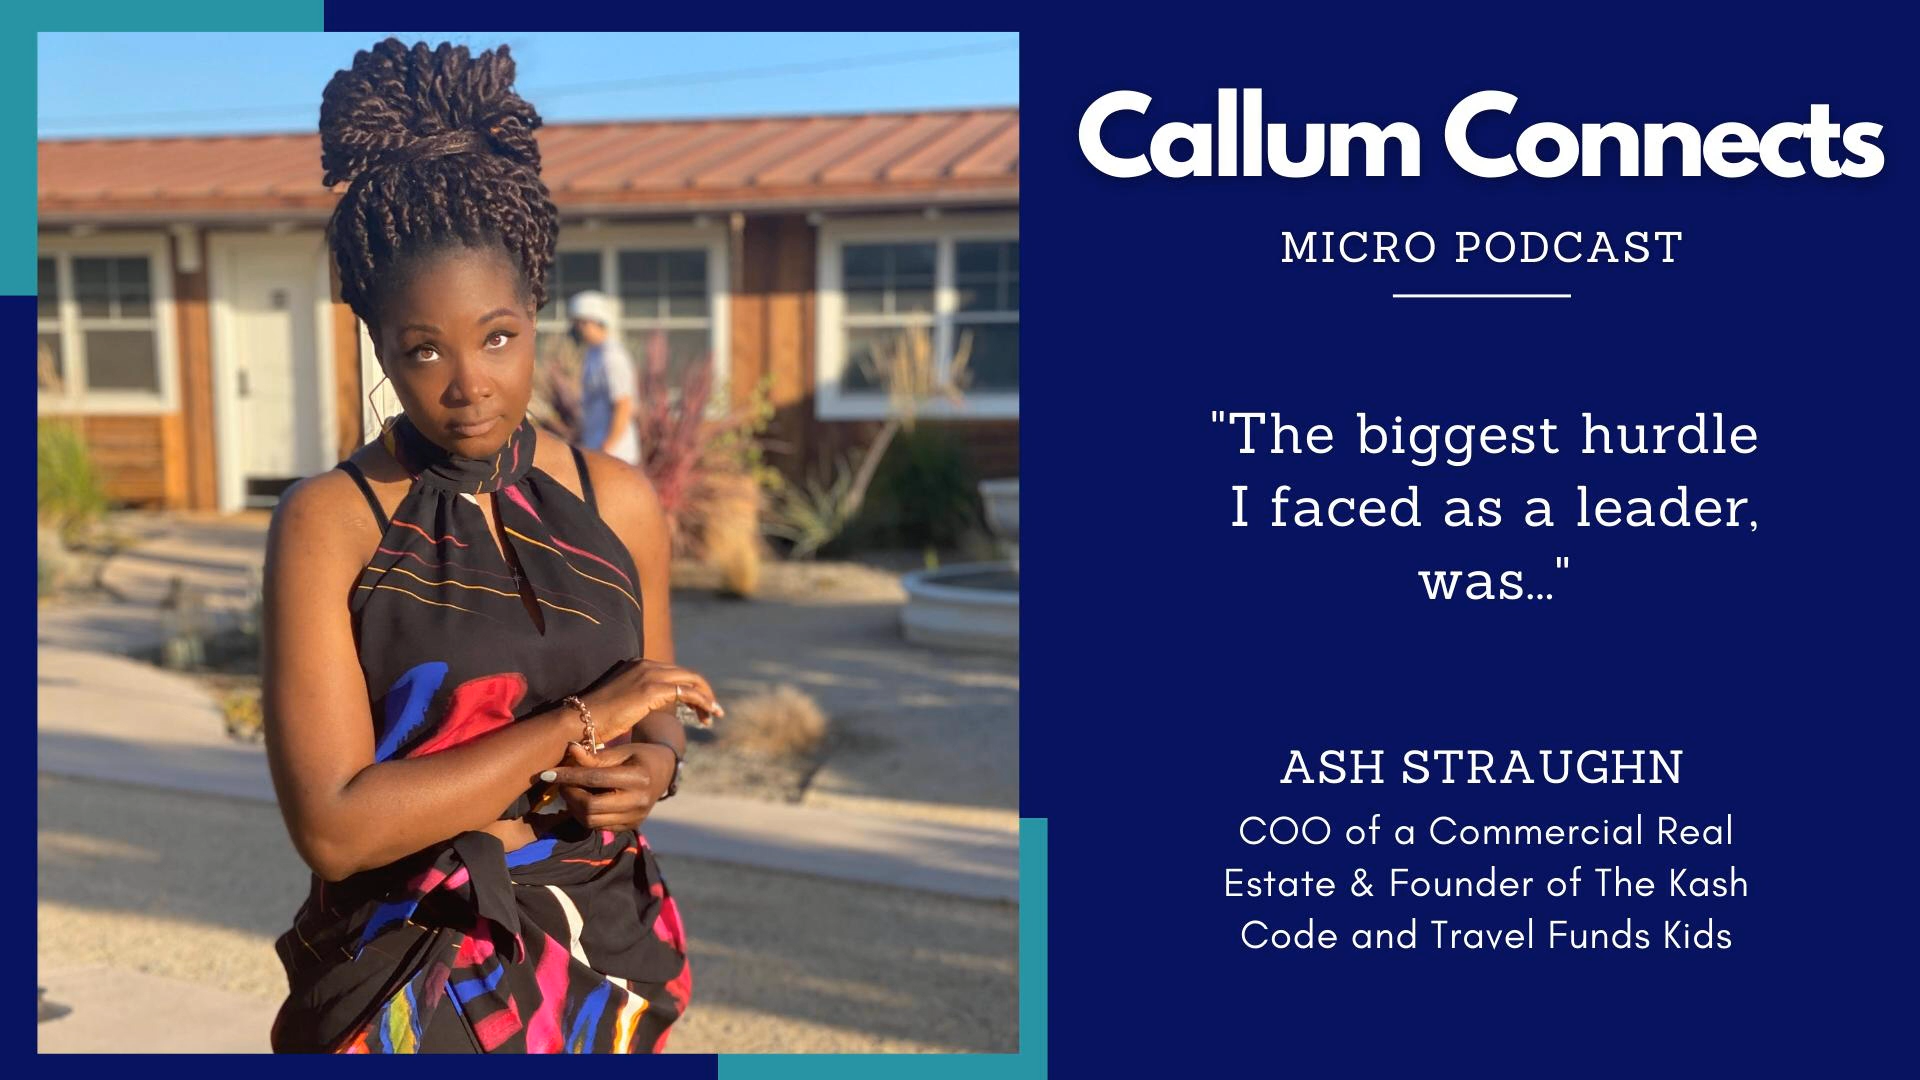 Callum Connects
MICRO PODCAST
"The biggest hurdle
I faced as a leader,
was..."
ASH STRAUGHN
COO of a Commercial Real
Estate & Founder of The Kash
Code and Travel Funds Kids